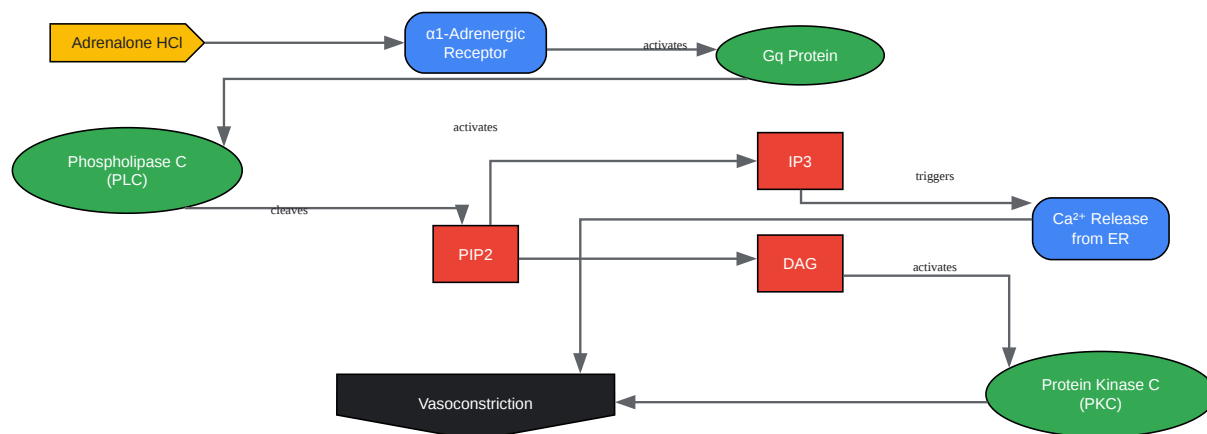 Adrenalone HCl
α1-Adrenergic
Receptor
activates
Gq Protein
activates
Phospholipase C
(PLC)
IP3
triggers
cleaves
Ca²⁺ Release
from ER
PIP2
DAG
activates
Protein Kinase C
(PKC)
Vasoconstriction